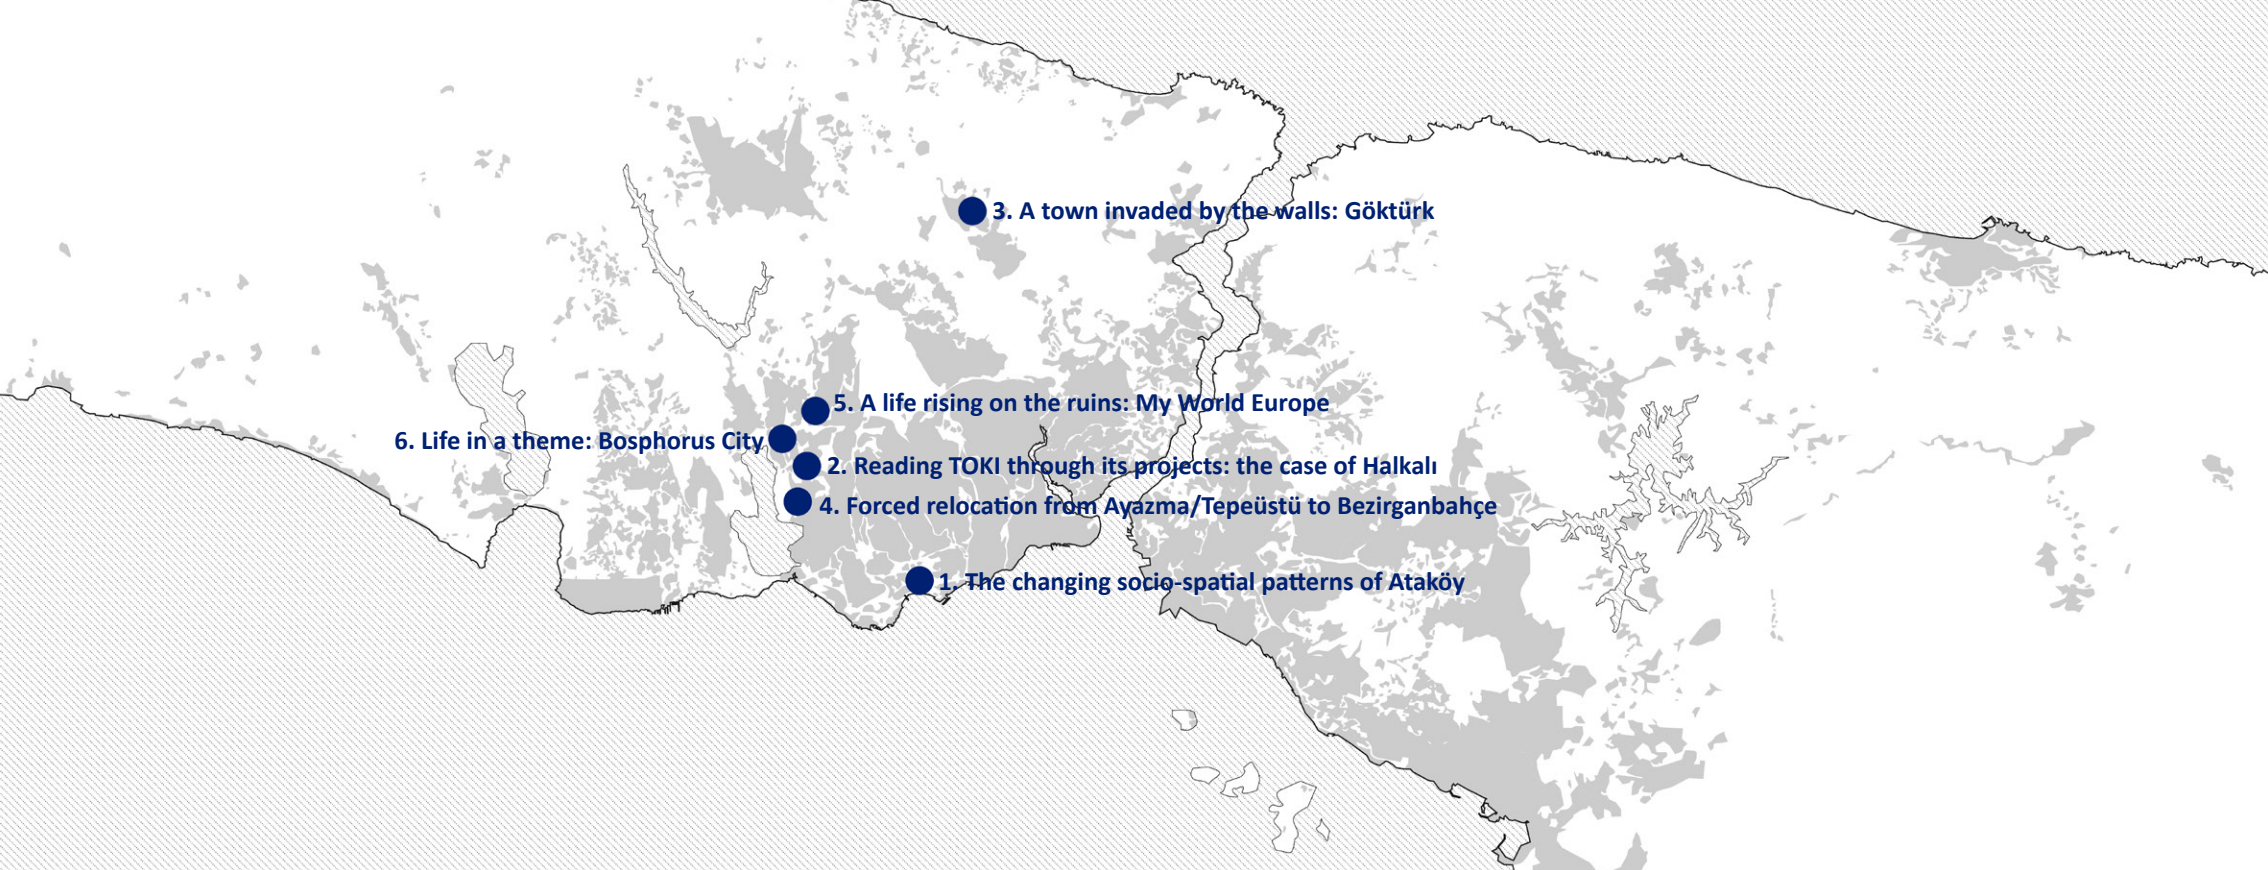 3. A town invaded by the walls: Göktürk
5. A life rising on the ruins: My World Europe
6. Life in a theme: Bosphorus City
2. Reading TOKI through its projects: the case of Halkalı
4. Forced relocation from Ayazma/Tepeüstü to Bezirganbahçe
1. The changing socio-spatial patterns of Ataköy